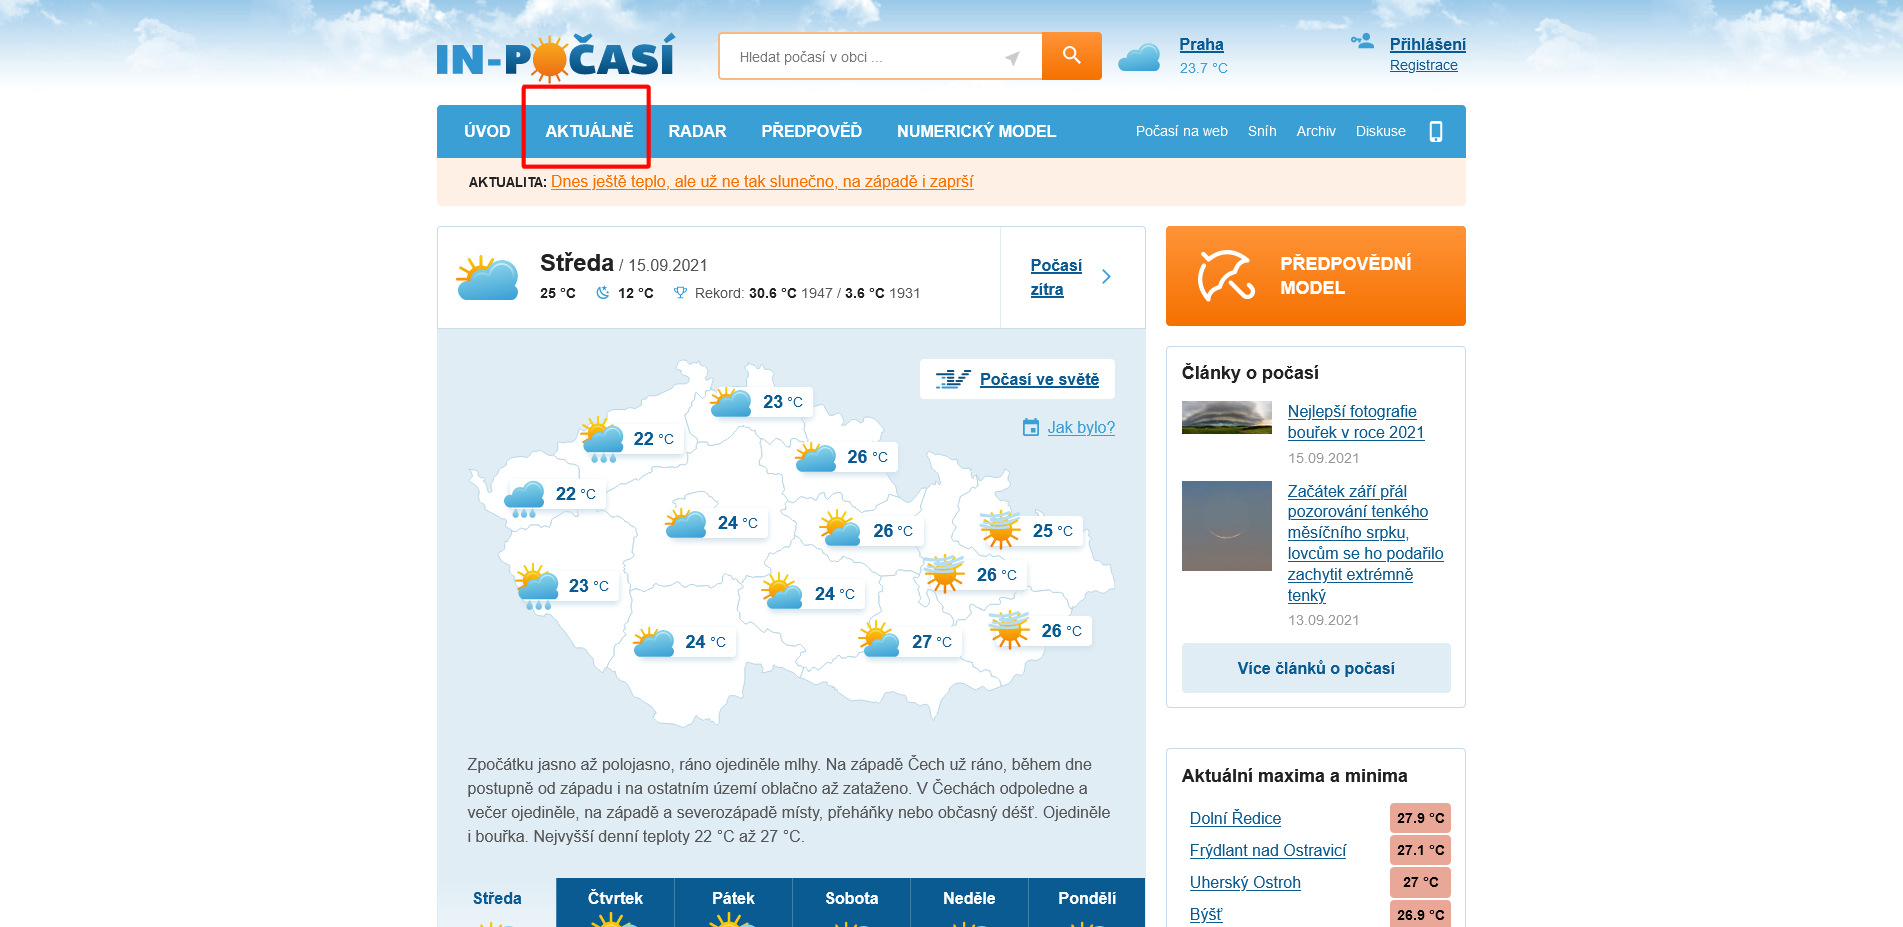 IN-POČASÍ
Hledat počasí v obci ...
Praha
23.7 °C
Přihlášení
Registrace
ÚVOD AKTUÁLNĚ RADAR PŘEDPOVĚĎ NUMERICKÝ MODEL Počasí na web Sníh Archiv Diskuse
AKTUALITA: Dnes ještě teplo, ale už ne tak slunečno, na západě i zaprší
Středa / 15.09.2021
25 °C 12 °C Rekord: 30.6 °C 1947 / 3.6 °C 1931
Počasí
zítra
PŘEDPOVĚDNÍ
MODEL
Počasí ve světě
Jak bylo?
23 °C
22 °C
26 °C
22 °C
24 °C
26 °C
25 °C
26 °C
23 °C
24 °C
26 °C
24 °C
27 °C
Zpočátku jasno až polojasno, ráno ojediněle mlhy. Na západě Čech už ráno, během dne
postupně od západu i na ostatním území oblačno až zataženo. V Čechách odpoledne a
večer ojediněle, na západě a severozápadě místy, přeháňky nebo občasný déšť. Ojediněle
i bouřka. Nejvyšší denní teploty 22 °C až 27 °C.
Středa Čtvrtek Pátek Sobota Neděle Pondělí
Články o počasí
Nejlepší fotografie
bouřek v roce 2021
15.09.2021
Začátek září přál
pozorování tenkého
měsíčního srpku,
lovcům se ho podařilo
zachytit extrémně
tenký
13.09.2021
Více článků o počasí
Aktuální maxima a minima
Dolní Ředice 27.9 °C
Frýdlant nad Ostravicí 27.1 °C
Uherský Ostroh 27 °C
Býšť 26.9 °C